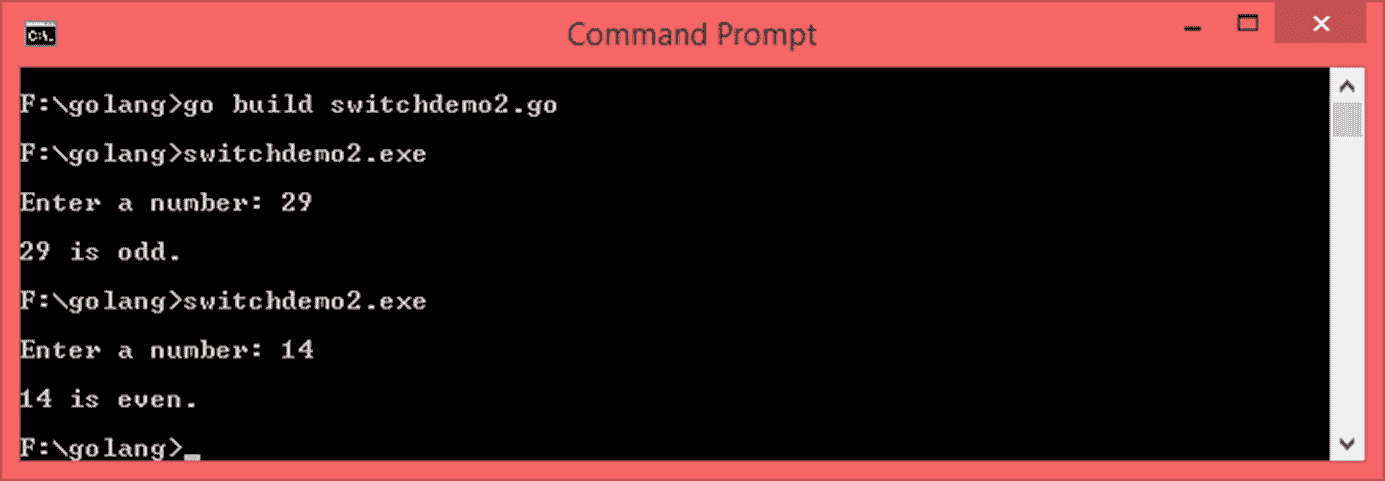 C:\.
Command Prompt
F:\golang>go build switchdemo2.go
F:\golang>switchdemo2.exe
Enter a number: 29
29 is odd.
F:\golang>switchdemo2.exe
Enter a number: 14
14 is even.
F:\golang>_